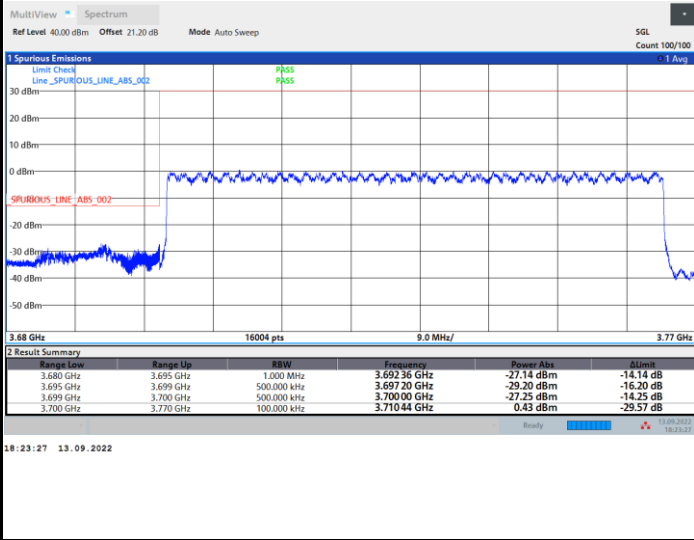 MultiView Spectrum
Ref Level 40.00 dBm Offset 21.20 dB Mode Auto Sweep SGL
Count 100/100
1 Spurious Emissions 1 Avg
Limit Check PASS
Line _SPURIOUS_LINE_ABS_002 PASS
30 dBm
20 dBm
10 dBm
0 dBm
_SPURIOUS_LINE_ABS_002
-20 dBm
-30 dBm
-40 dBm
-50 dBm
3.68 GHz 16004 pts 9.0 MHz/ 3.77 GHz
2 Result Summary
Range Low Range Up RBW Frequency Power Abs ΔLimit
3.680 GHz 3.695 GHz 1.000 MHz 3.692 36 GHz -27.14 dBm -14.14 dB
3.695 GHz 3.699 GHz 500.000 kHz 3.697 20 GHz -29.20 dBm -16.20 dB
3.699 GHz 3.700 GHz 500.000 kHz 3.700 00 GHz -27.25 dBm -14.25 dB
3.700 GHz 3.770 GHz 100.000 kHz 3.710 44 GHz 0.43 dBm -29.57 dB
Ready 13.09.2022
18:23:27
18:23:27 13.09.2022